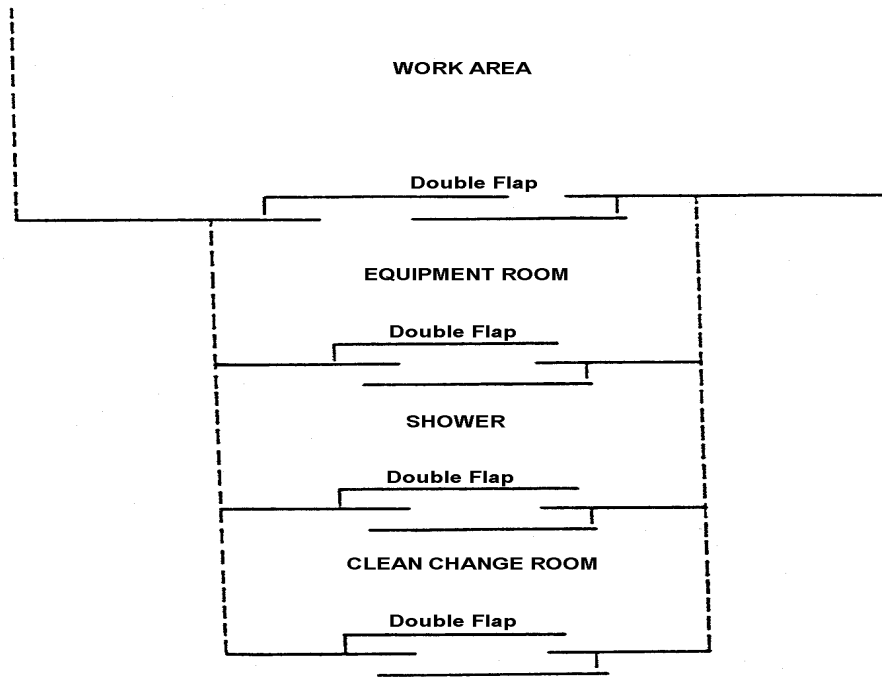 WORK AREA
Double Flap
EQUIPMENT ROOM
Double Flap
SHOWER
Double Flap
CLEAN CHANGE ROOM
Double Flap